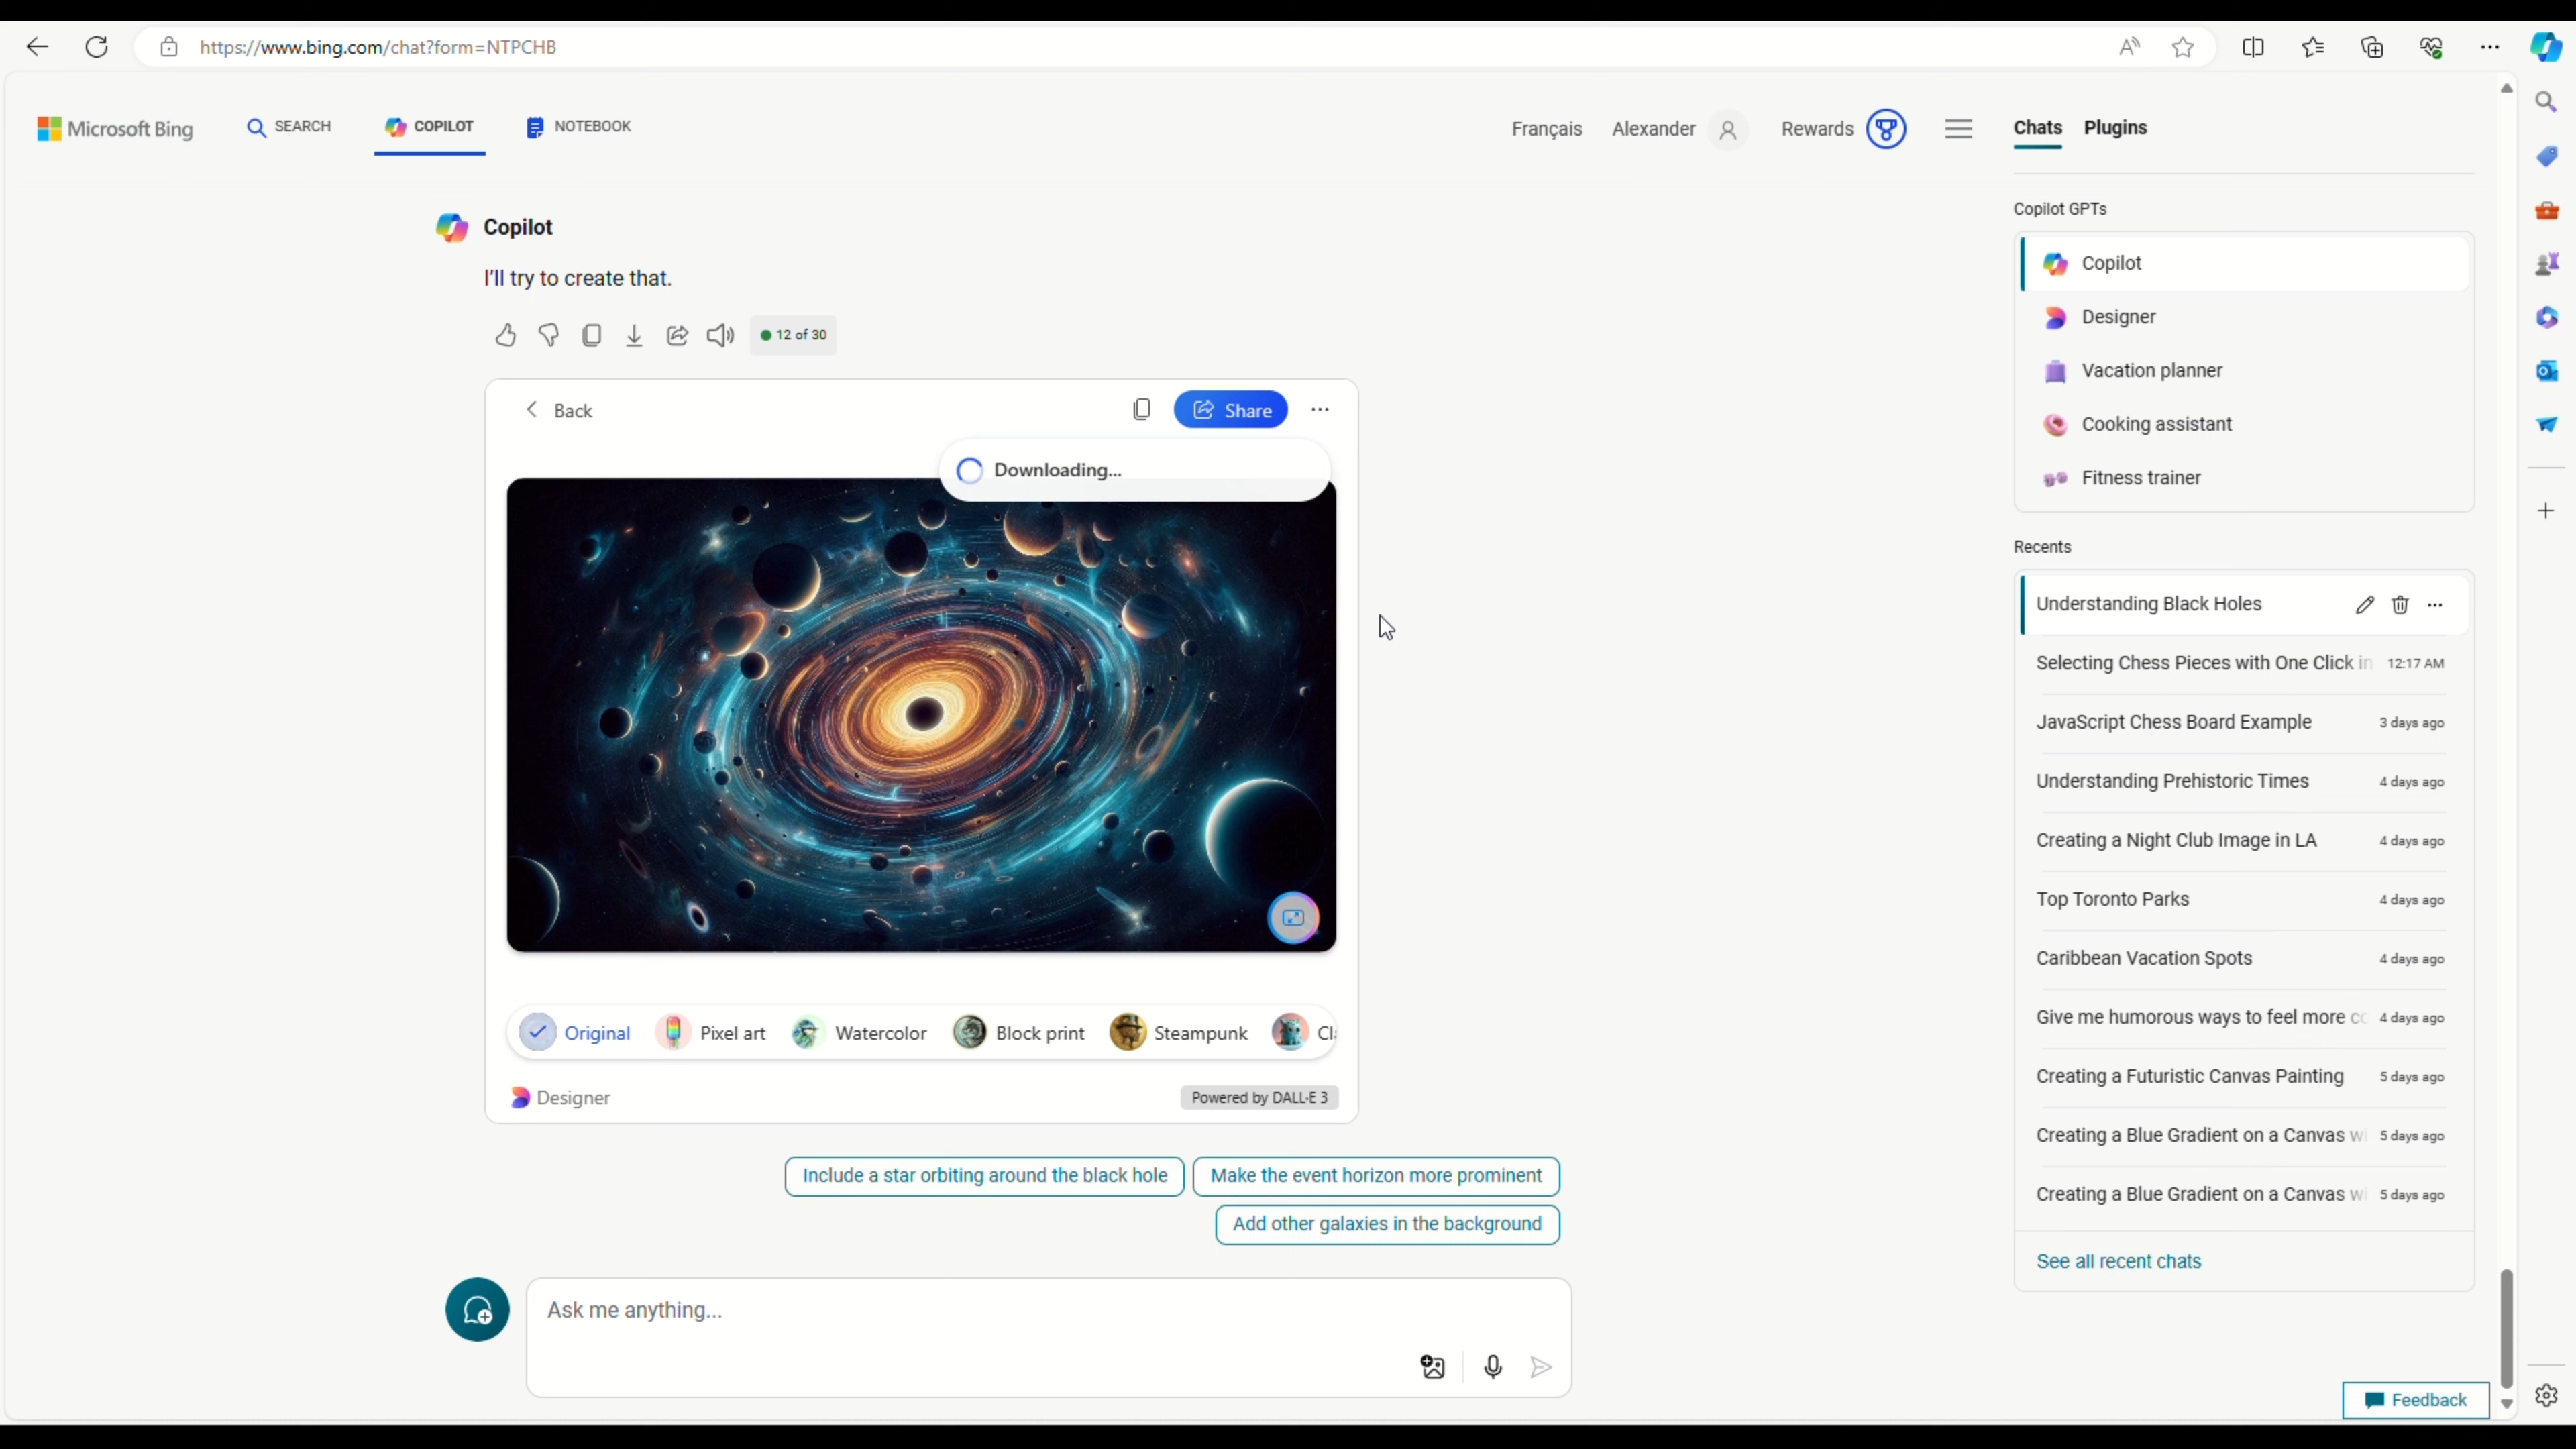 https://www.bing.com/chat?form=NTPCHB
Microsoft Bing
SEARCH
COPILOT
NOTEBOOK
Français
Alexander
Rewards
Chats
Plugins
Copilot
I'll try to create that.
12 of 30
Back
Share
Downloading...
Original
Pixel art
Watercolor
Block print
Steampunk
Cl
Designer
Powered by DALL·E 3
Include a star orbiting around the black hole
Make the event horizon more prominent
Add other galaxies in the background
Ask me anything...
Copilot GPTs
Copilot
Designer
Vacation planner
Cooking assistant
Fitness trainer
Recents
Understanding Black Holes
Selecting Chess Pieces with One Click in 12:17 AM
JavaScript Chess Board Example 3 days ago
Understanding Prehistoric Times 4 days ago
Creating a Night Club Image in LA 4 days ago
Top Toronto Parks 4 days ago
Caribbean Vacation Spots 4 days ago
Give me humorous ways to feel more co 4 days ago
Creating a Futuristic Canvas Painting 5 days ago
Creating a Blue Gradient on a Canvas wi 5 days ago
Creating a Blue Gradient on a Canvas wi 5 days ago
See all recent chats
Feedback